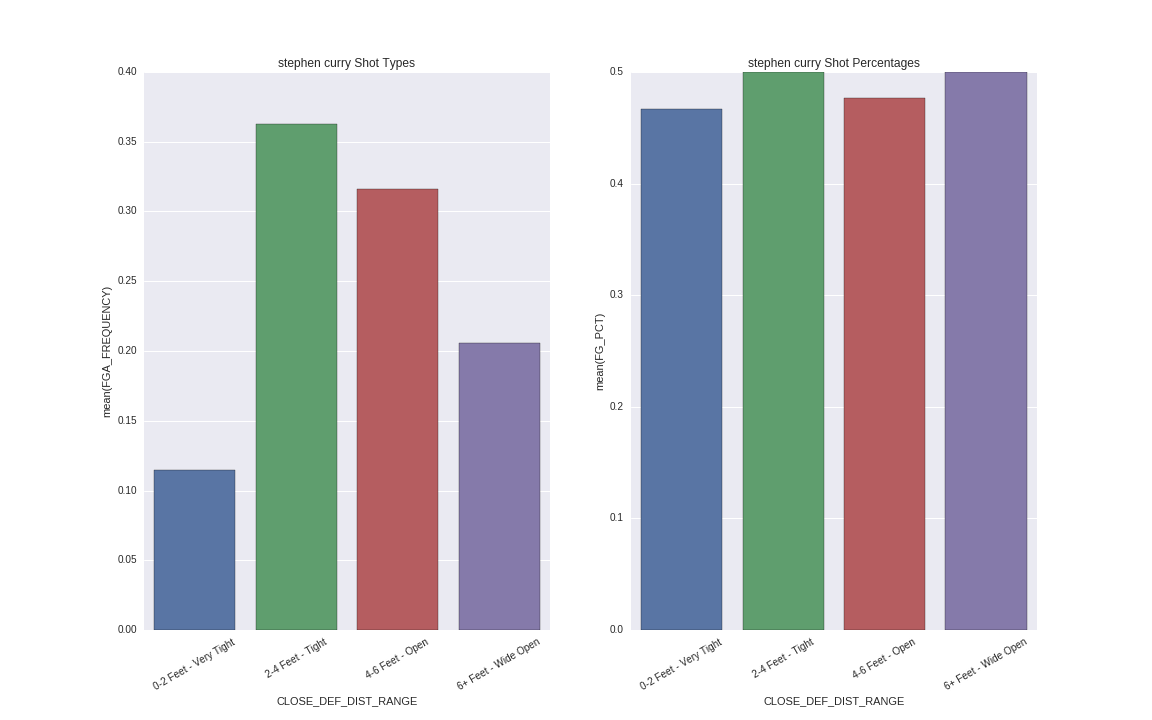 stephen curry Shot Types
0.40
0.35
0.30
0.25
0.20
0.15
0.10
0.05
0.00
mean(FGA_FREQUENCY)
0-2 Feet - Very Tight
2-4 Feet - Tight
4-6 Feet - Open
6+ Feet - Wide Open
CLOSE_DEF_DIST_RANGE
stephen curry Shot Percentages
0.5
0.4
0.3
0.2
0.1
0.0
mean(FG_PCT)
0-2 Feet - Very Tight
2-4 Feet - Tight
4-6 Feet - Open
6+ Feet - Wide Open
CLOSE_DEF_DIST_RANGE